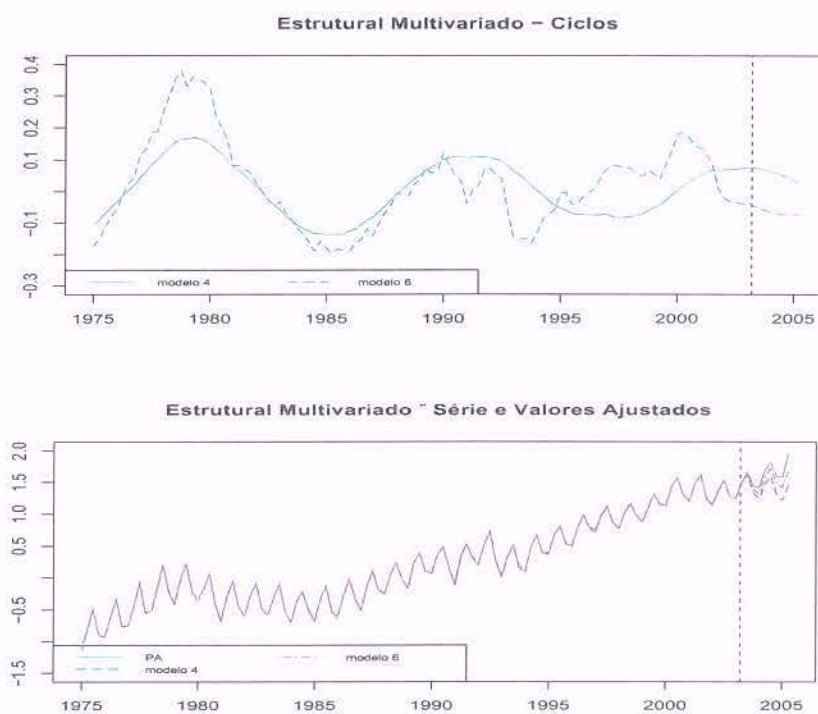 Estrutural Multivariado – Ciclos
0.4
0.3
0.2
0.1
−0.1
−0.3
modelo 4 modelo 6
1975 1980 1985 1990 1995 2000 2005
Estrutural Multivariado ¨ Série e Valores Ajustados
2.0
1.5
1.0
0.5
−0.5
−1.5
PA modelo 6
modelo 4
1975 1980 1985 1990 1995 2000 2005